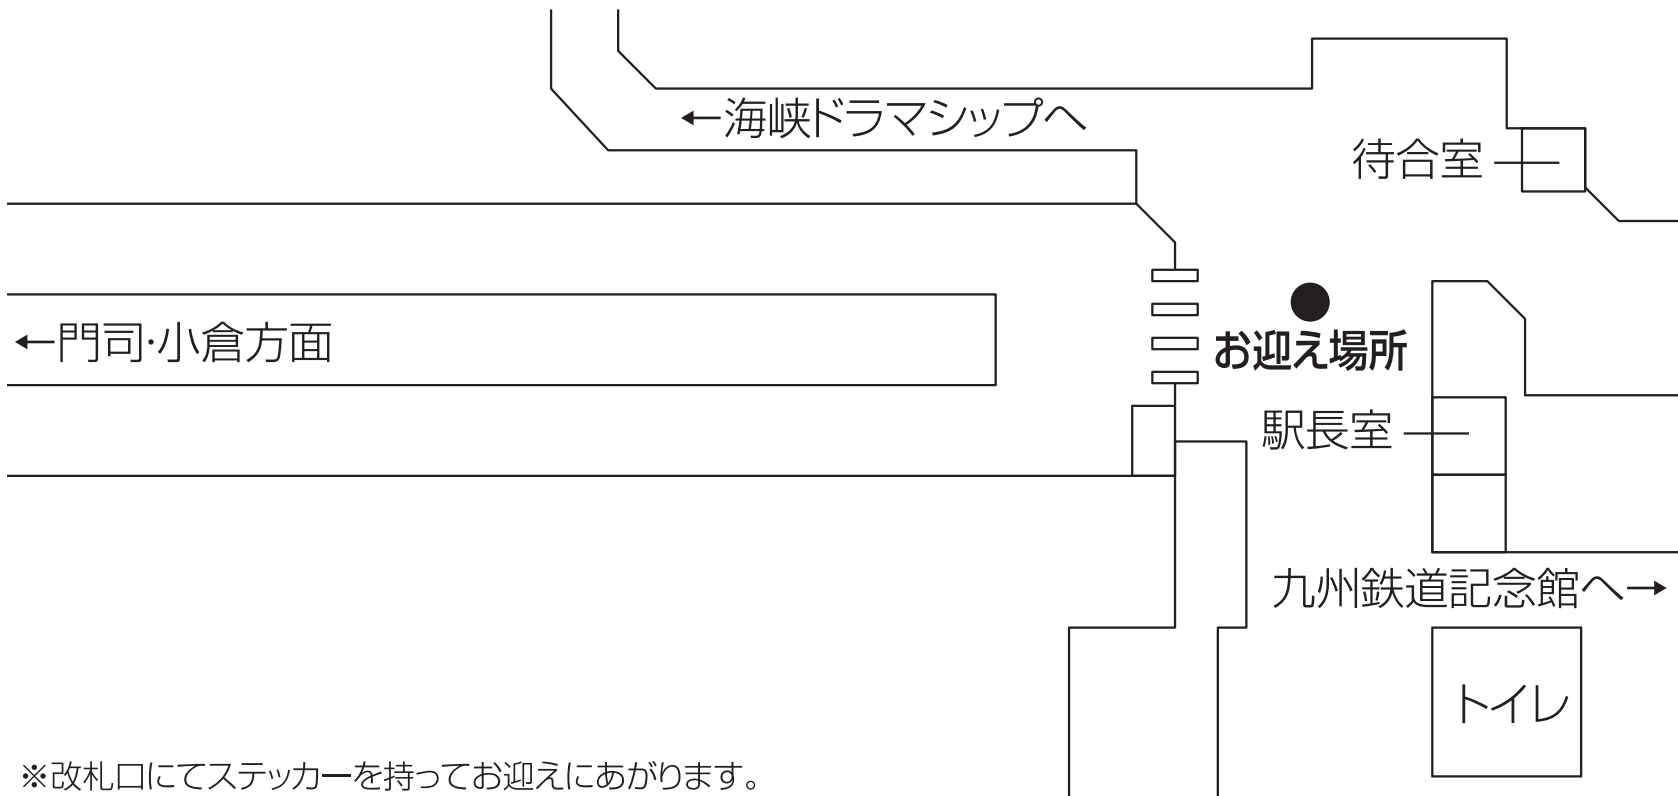 ←海峡ドラマシップへ
待合室
←門司・小倉方面
お迎え場所
駅長室
九州鉄道記念館へ→
トイレ
※改札口にてステッカーを持ってお迎えにあがります。